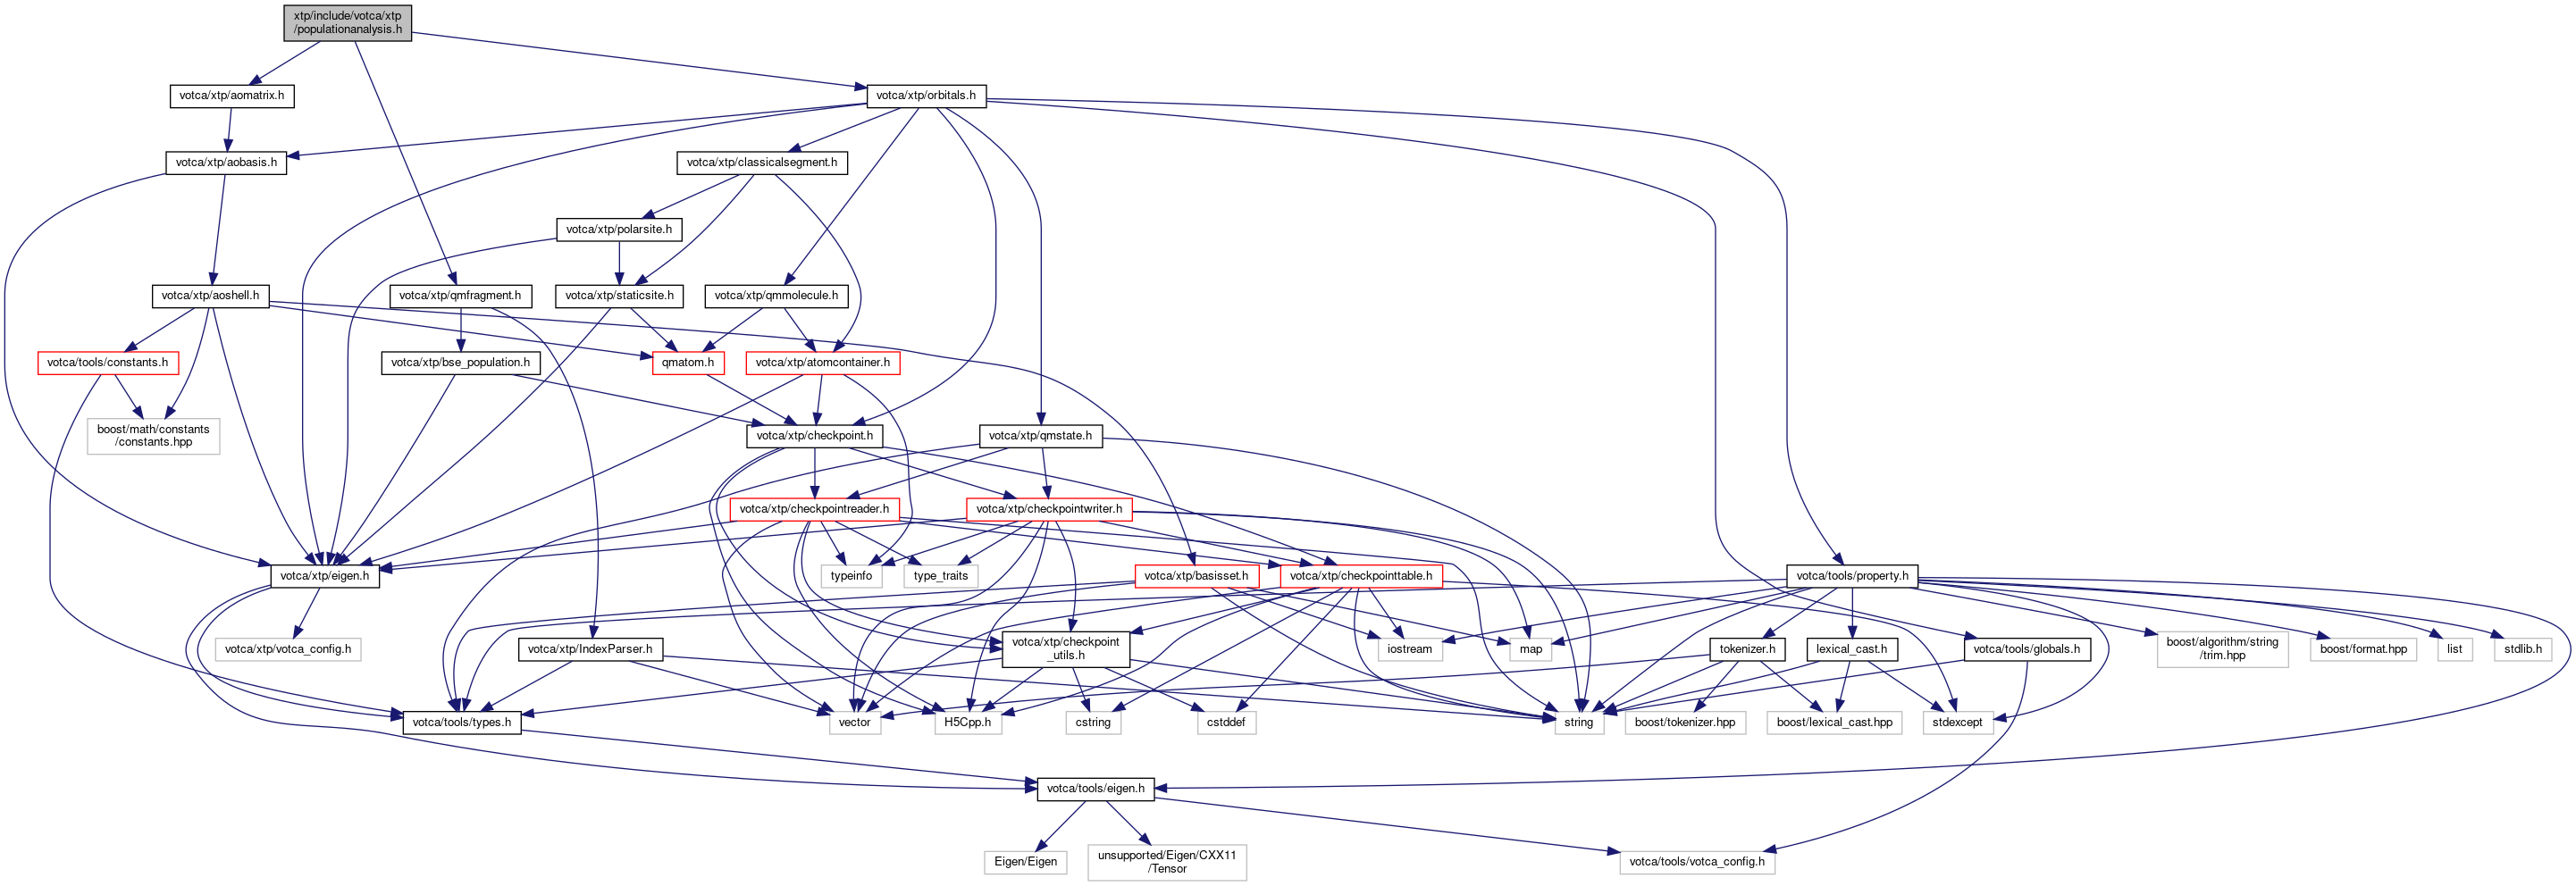 xtp/include/votca/xtp
/populationanalysis.h
votca/xtp/aomatrix.h
votca/xtp/orbitals.h
votca/xtp/aobasis.h
votca/xtp/classicalsegment.h
votca/xtp/polarsite.h
votca/xtp/aoshell.h
votca/xtp/qmfragment.h
votca/xtp/staticsite.h
votca/xtp/qmmolecule.h
votca/tools/constants.h
votca/xtp/bse_population.h
qmatom.h
votca/xtp/atomcontainer.h
boost/math/constants
/constants.hpp
votca/xtp/checkpoint.h
votca/xtp/qmstate.h
votca/xtp/checkpointreader.h
votca/xtp/checkpointwriter.h
votca/xtp/eigen.h
typeinfo
type_traits
votca/xtp/basisset.h
votca/xtp/checkpointtable.h
votca/tools/property.h
votca/xtp/votca_config.h
votca/xtp/IndexParser.h
votca/xtp/checkpoint
_utils.h
iostream
map
tokenizer.h
lexical_cast.h
votca/tools/globals.h
boost/algorithm/string
/trim.hpp
boost/format.hpp
list
stdlib.h
votca/tools/types.h
vector
H5Cpp.h
cstring
cstddef
string
boost/tokenizer.hpp
boost/lexical_cast.hpp
stdexcept
votca/tools/eigen.h
Eigen/Eigen
unsupported/Eigen/CXX11
/Tensor
votca/tools/votca_config.h